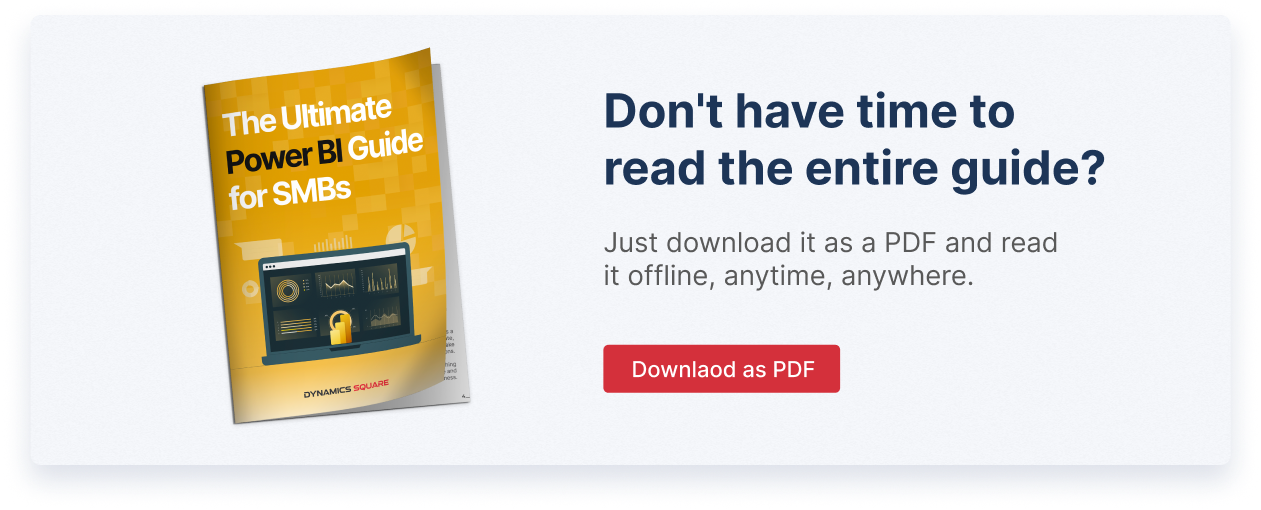 The Ultimate
Power BI Guide
for SMBs
DYNAMICS SQUARE
Don't have time to
read the entire guide?
Just download it as a PDF and read
it offline, anytime, anywhere.
Downlaod as PDF